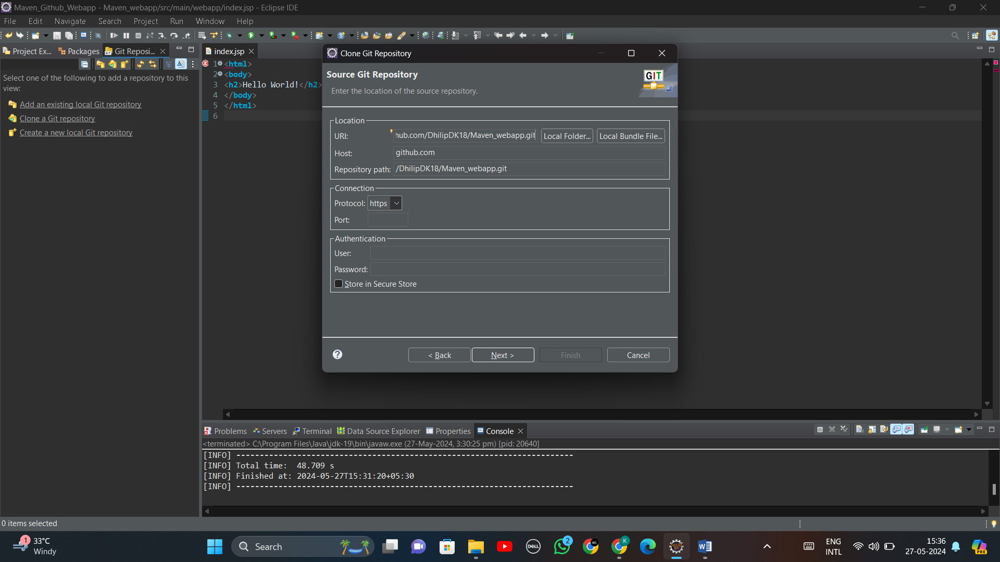 Maven_Github_Webapp - Maven_webapp/src/main/webapp/index.jsp - Eclipse IDE
File Edit Navigate Search Project Run Window Help
Project Ex... Packages Git Reposi...
Select one of the following to add a repository to this
view:
Add an existing local Git repository
Clone a Git repository
Create a new local Git repository
0 items selected
index.jsp
1 <html>
2 <body>
3 <h2>Hello World!</h2>
4 </body>
5 </html>
6
Clone Git Repository
Source Git Repository
Enter the location of the source repository.
GIT
Location
URI: hub.com/DhilipDK18/Maven_webapp.git Local Folder... Local Bundle File...
Host: github.com
Repository path: /DhilipDK18/Maven_webapp.git
Connection
Protocol: https
Port:
Authentication
User:
Password:
Store in Secure Store
? < Back Next > Finish Cancel
Problems Servers Terminal Data Source Explorer Properties Console
<terminated> C:\Program Files\Java\jdk-19\bin\javaw.exe (27-May-2024, 3:30:25 pm) [pid: 20640]
[INFO] ------------------------------------------------------------------------
[INFO] Total time:  48.709 s
[INFO] Finished at: 2024-05-27T15:31:20+05:30
[INFO] ------------------------------------------------------------------------
1 33°C
Windy
Search
DELL
2
K
ENG
INTL
15:36
27-05-2024
PRE